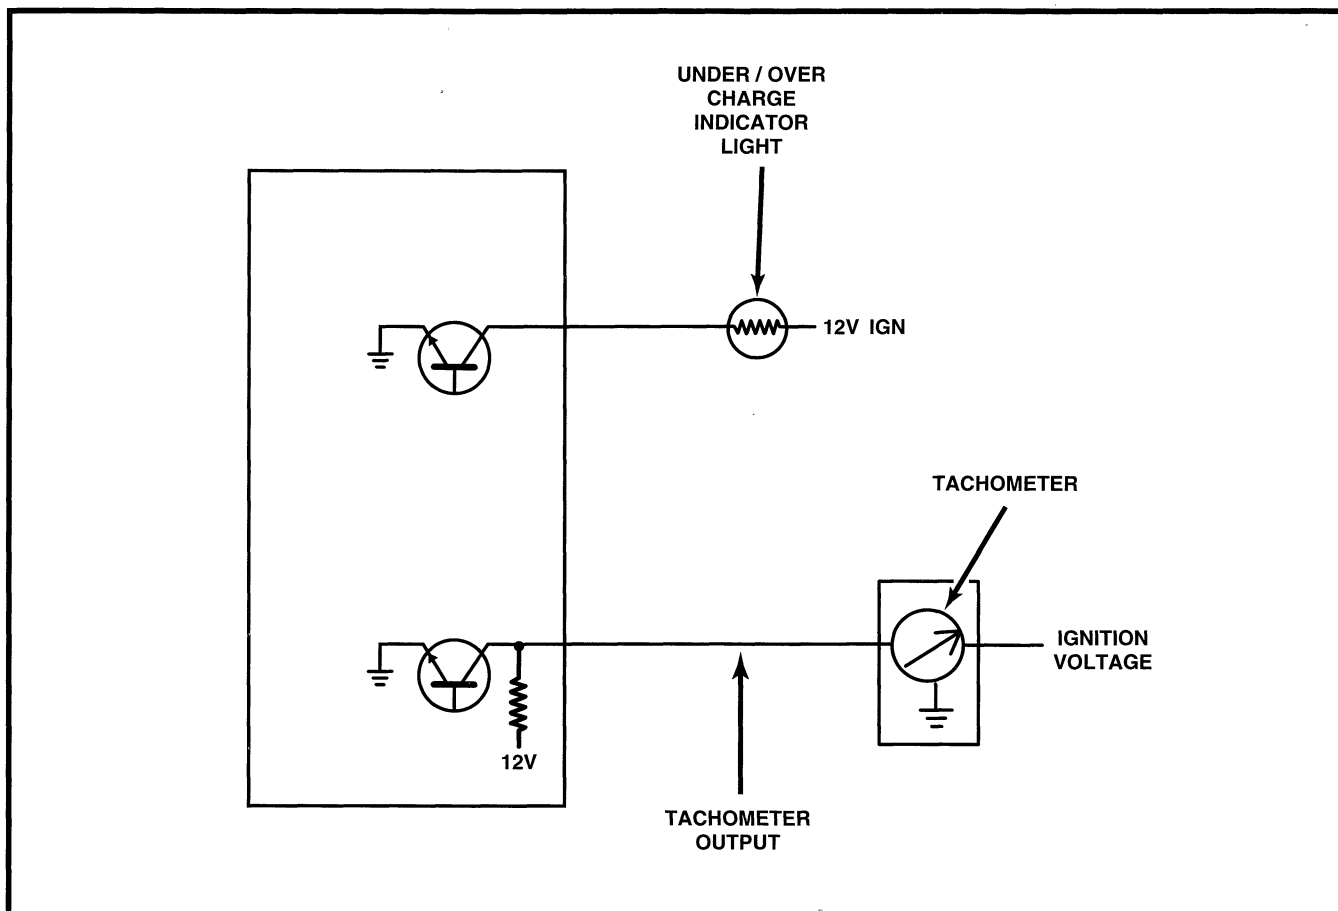 UNDER / OVER
CHARGE
INDICATOR
LIGHT
12V IGN
TACHOMETER
IGNITION
VOLTAGE
12V
TACHOMETER
OUTPUT